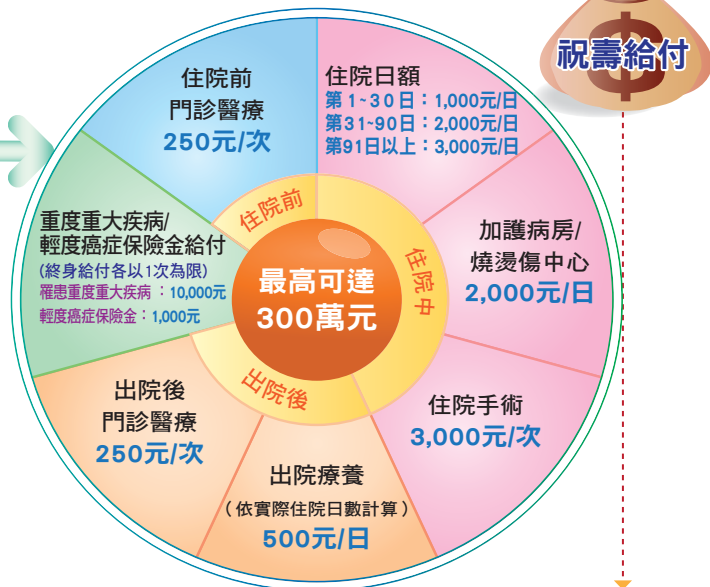 祝壽給付
住院前
門診醫療
250元/次
住院日額
第1~30日：1,000元/日
第31~90日：2,000元/日
第91日以上：3,000元/日
加護病房/
燒燙傷中心
2,000元/日
住院手術
3,000元/次
出院療養
（依實際住院日數計算）
500元/日
出院後
門診醫療
250元/次
重度重大疾病/
輕度癌症保險金給付
(終身給付各以1次為限)
罹患重度重大疾病：10,000元
輕度癌症保險金：1,000元
住院前
住院中
出院後
最高可達
300萬元